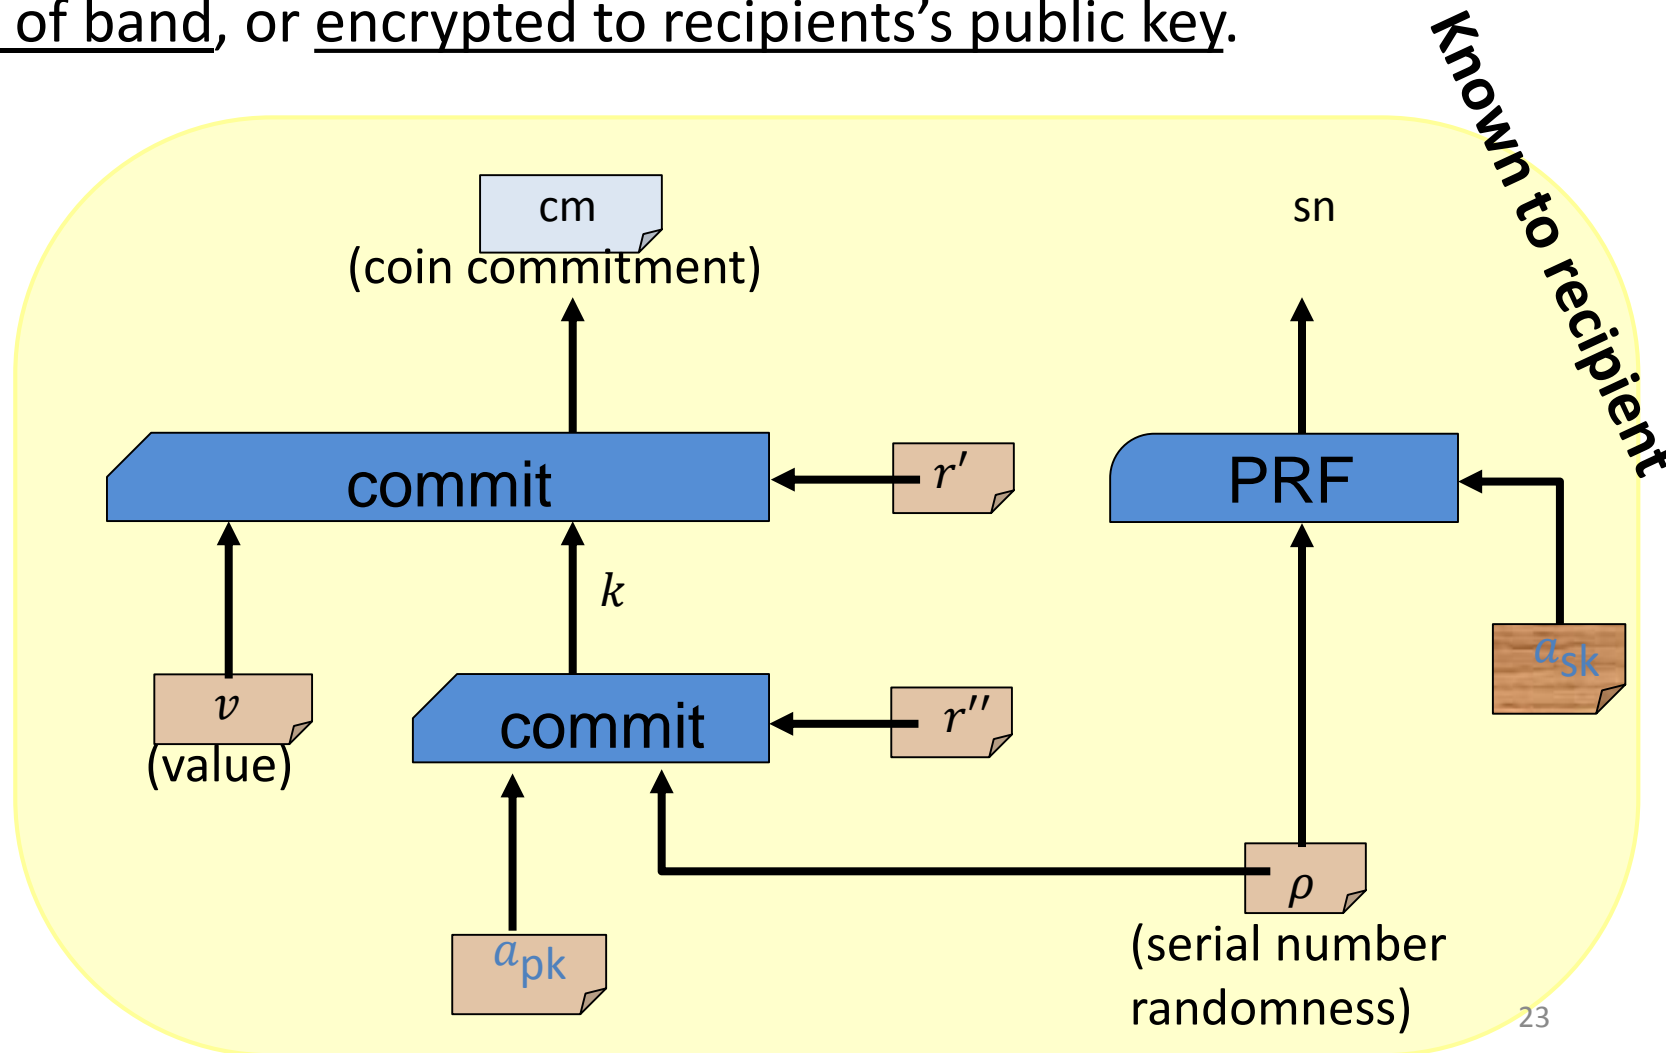 of band, or encrypted to recipients's public key.
Known to recipient
cm
(coin commitment)
sn
commit
r′
PRF
k
a_sk
v
(value)
commit
r′′
ρ
(serial number
randomness)
a_pk
23